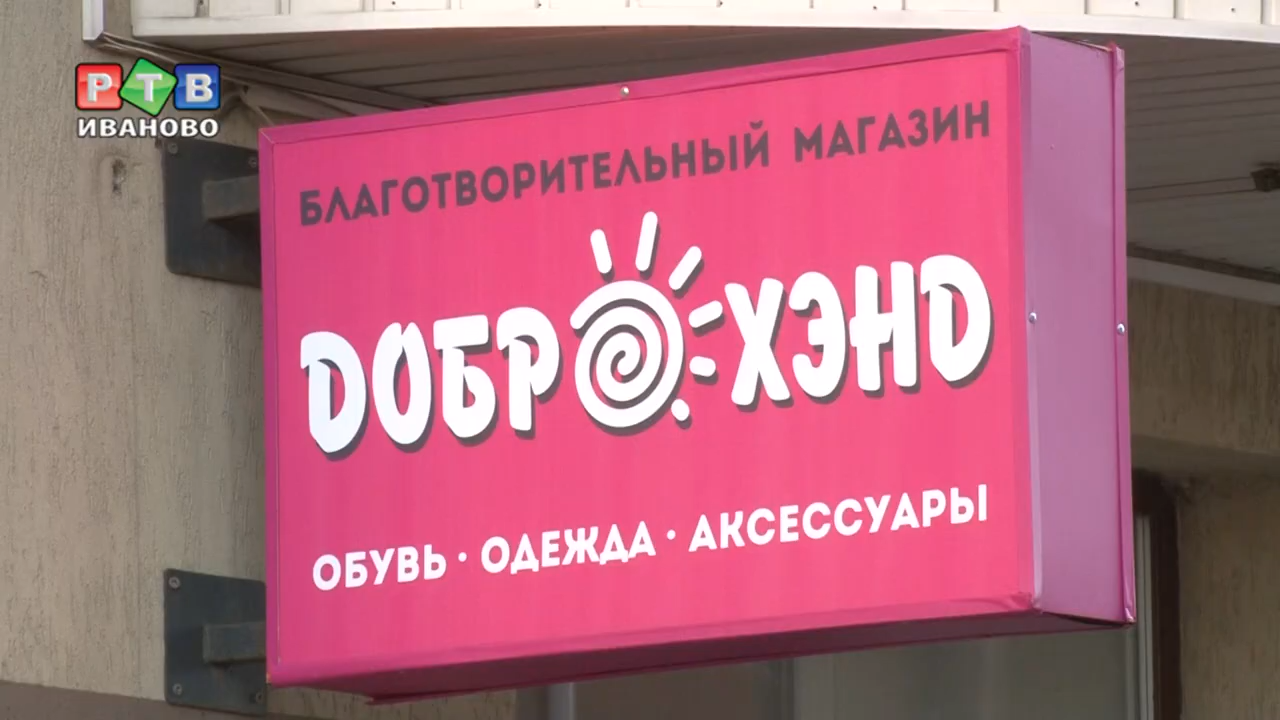 РТВ
ИВАНОВО
БЛАГОТВОРИТЕЛЬНЫЙ МАГАЗИН
ДОБРОХЭНД
ОБУВЬ · ОДЕЖДА · АКСЕССУАРЫ